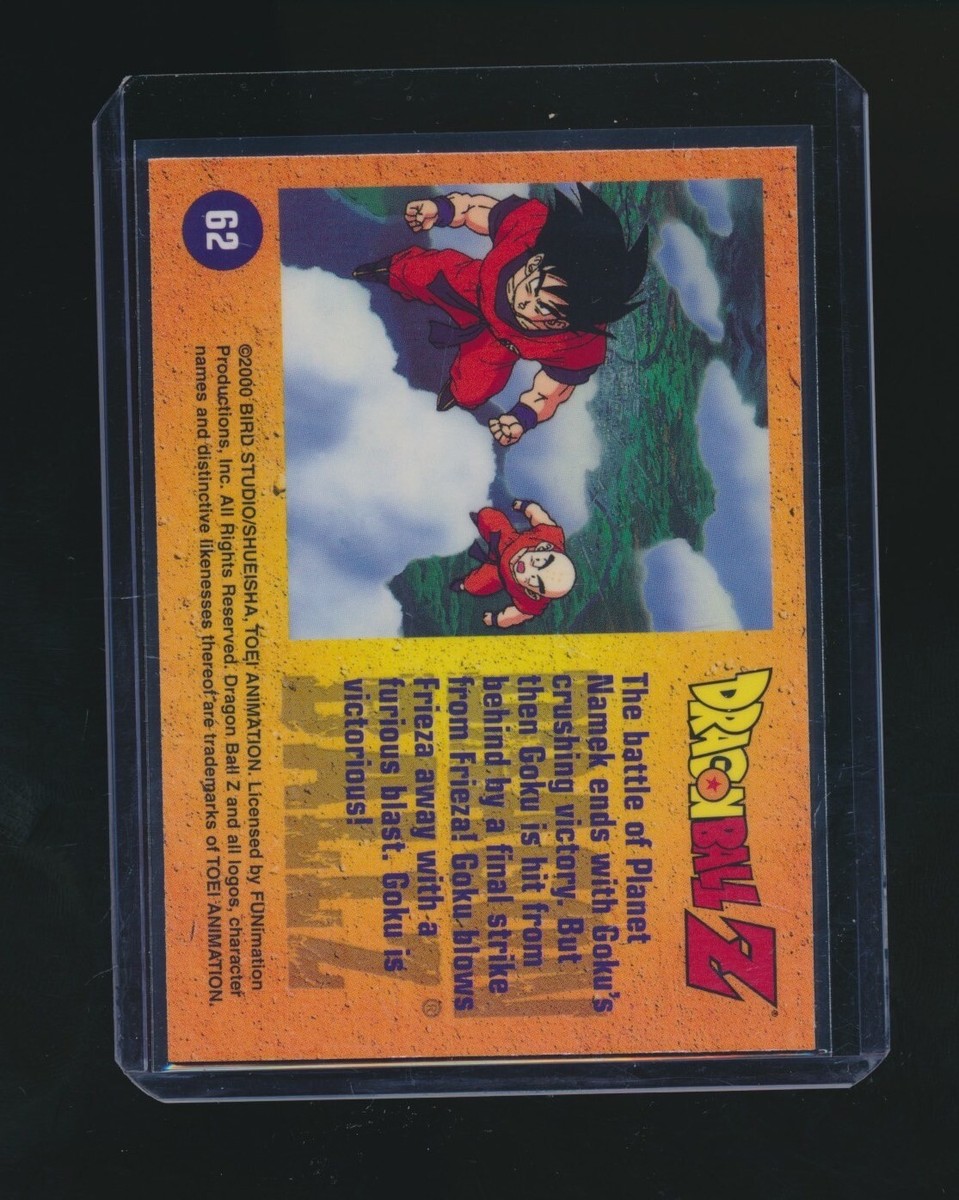 DRAGONBALL Z
The battle of Planet
Namek ends with Goku's
crushing victory. But
then Goku is hit from
behind by a final strike
from Frieza! Goku blows
Frieza away with a
furious blast. Goku is
victorious!
DRAGON
BALL Z®
62
©2000 BIRD STUDIO/SHUEISHA, TOEI ANIMATION. Licensed by FUNimation
Productions, Inc. All Rights Reserved. Dragon Ball Z and all logos, character
names and distinctive likenesses thereof are trademarks of TOEI ANIMATION.